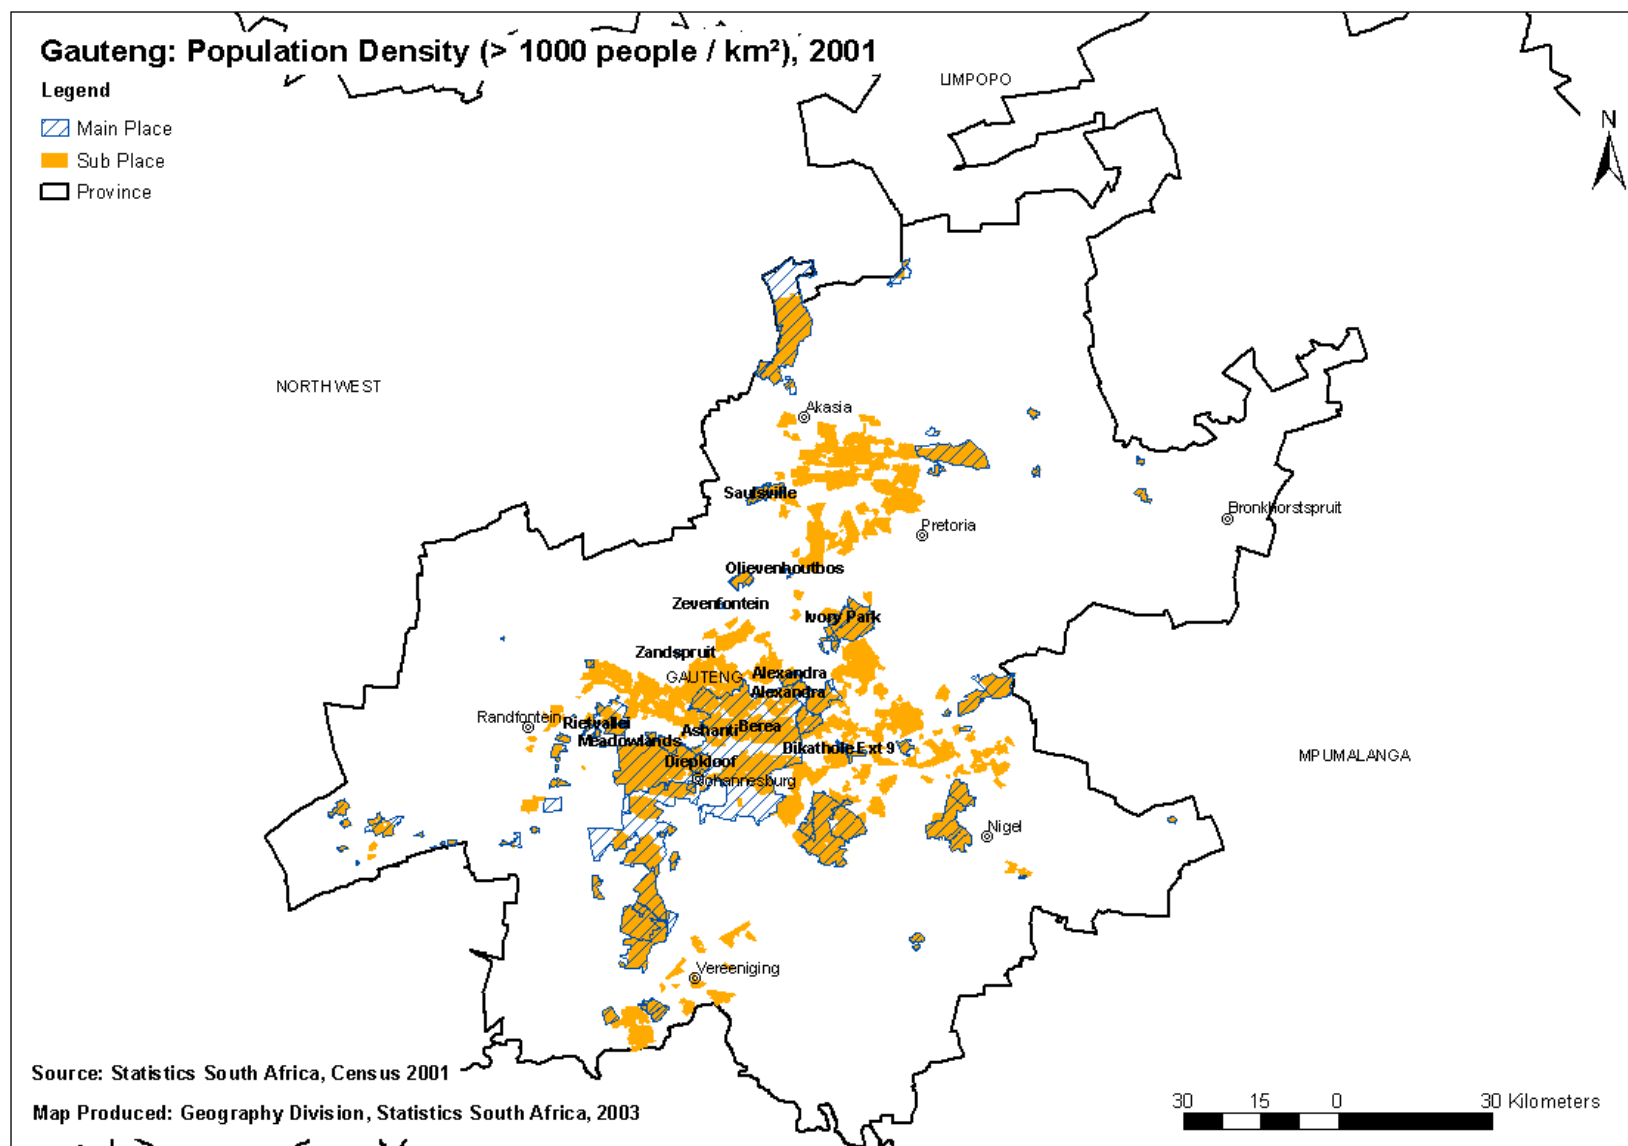 Gauteng: Population Density (> 1000 people / km²), 2001
Legend
Main Place
Sub Place
Province
LIMPOPO
N
NORTH WEST
Akasia
Saulsville
Bronkhorstspruit
Pretoria
Olievenhoutbos
Zevenfontein
Ivory Park
Zandspruit
GAUTENG
Alexandra
Alexandra
Randfontein
Rietvallei
Ashanti
Berea
Meadowlands
Dikathole Ext 9
MPUMALANGA
Diepkloof
Johannesburg
Nigel
Vereeniging
Source: Statistics South Africa, Census 2001
Map Produced: Geography Division, Statistics South Africa, 2003
30 15 0 30 Kilometers